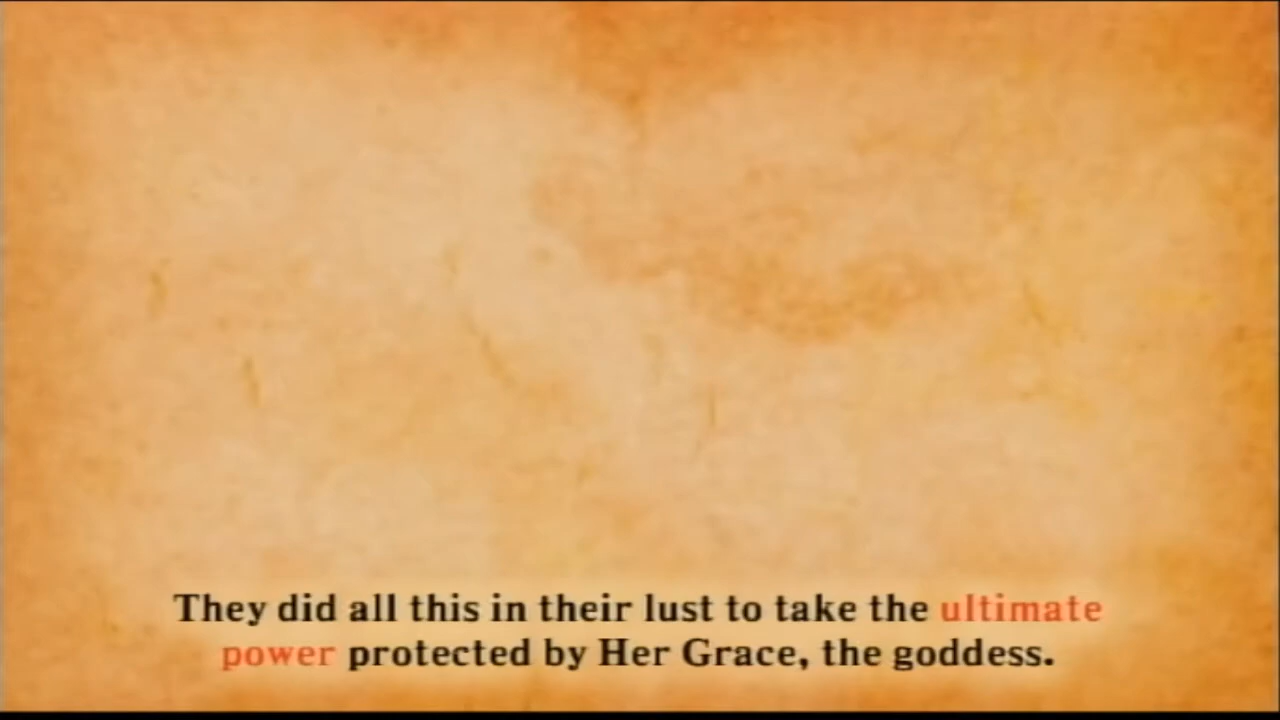 They did all this in their lust to take the ultimate
power protected by Her Grace, the goddess.